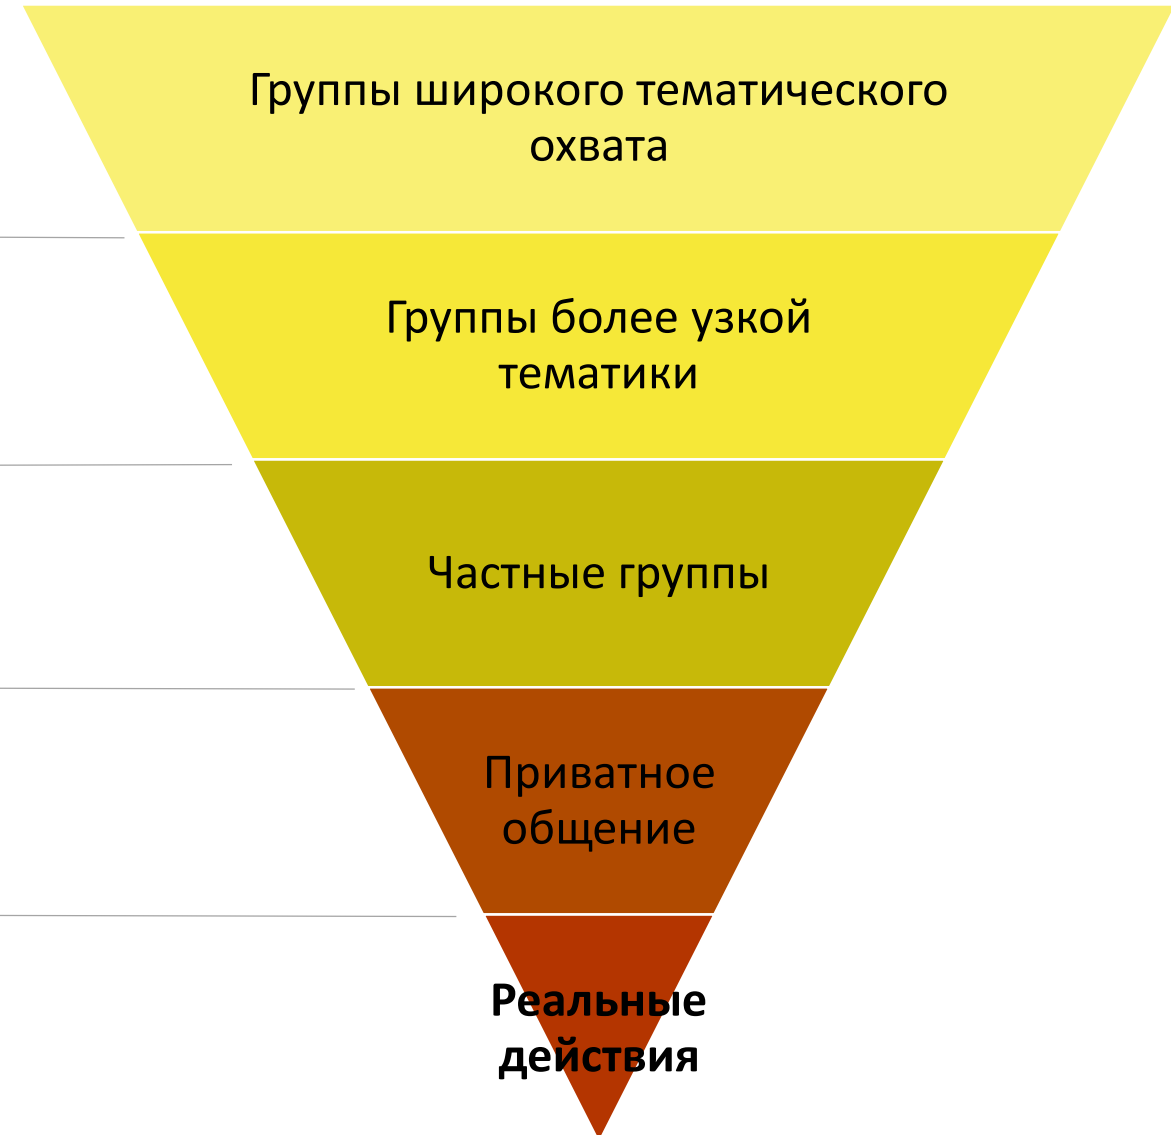 Группы широкого тематического
охвата
Группы более узкой
тематики
Частные группы
Приватное
общение
Реальные
действия